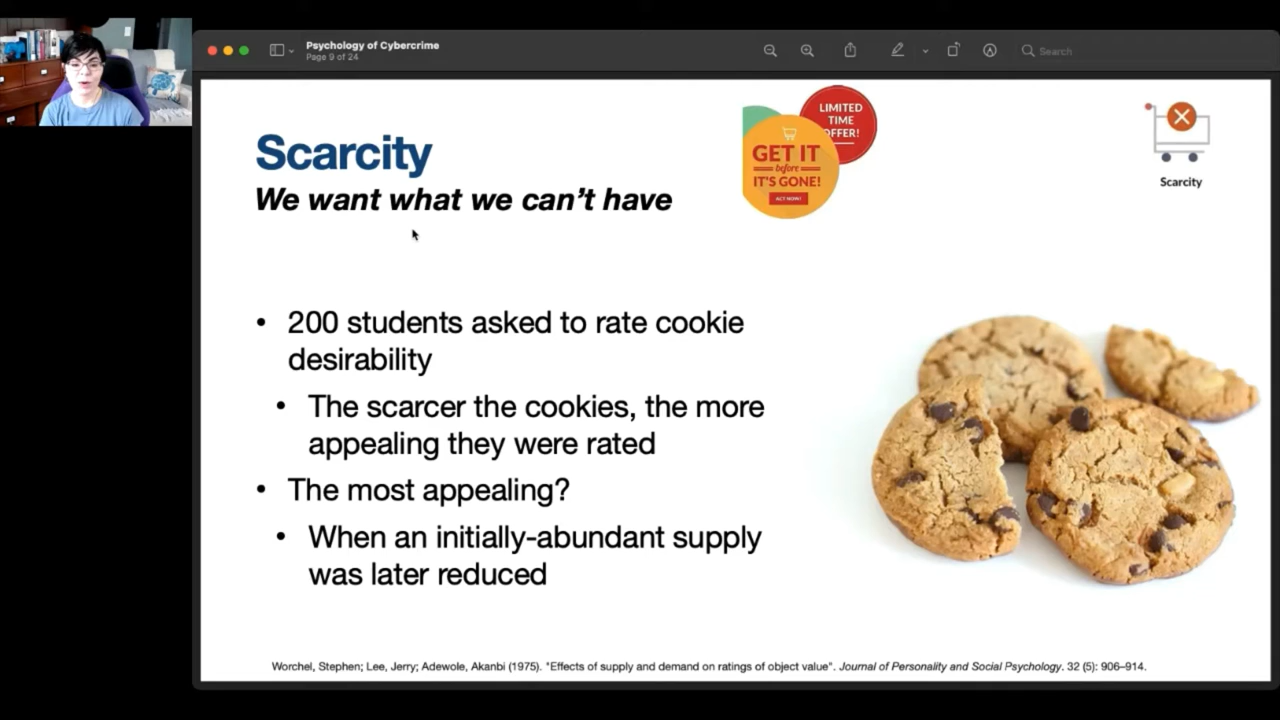 Psychology of Cybercrime
Page 9 of 24
Search
Scarcity
We want what we can't have
LIMITED
TIME
OFFER!
GET IT
before
IT'S GONE!
ACT NOW!
Scarcity
• 200 students asked to rate cookie
desirability
• The scarcer the cookies, the more
appealing they were rated
• The most appealing?
• When an initially-abundant supply
was later reduced
Worchel, Stephen; Lee, Jerry; Adewole, Akanbi (1975). "Effects of supply and demand on ratings of object value". Journal of Personality and Social Psychology. 32 (5): 906–914.